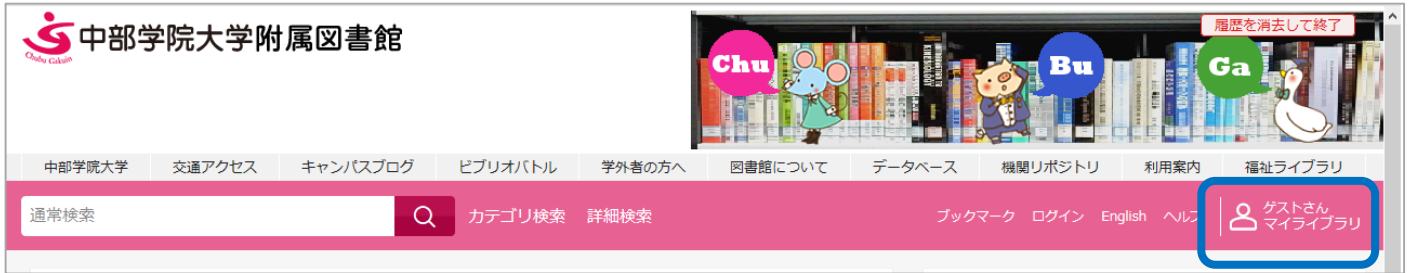 中部学院大学附属図書館
Chubu Gakuin
履歴を消去して終了
Chu
Bu
Ga
KINESIOLOGY
中部学院大学
交通アクセス
キャンパスブログ
ビブリオバトル
学外者の方へ
図書館について
データベース
機関リポジトリ
利用案内
福祉ライブラリ
通常検索
カテゴリ検索
詳細検索
ブックマーク
ログイン
English
ヘルプ
ゲストさん
マイライブラリ